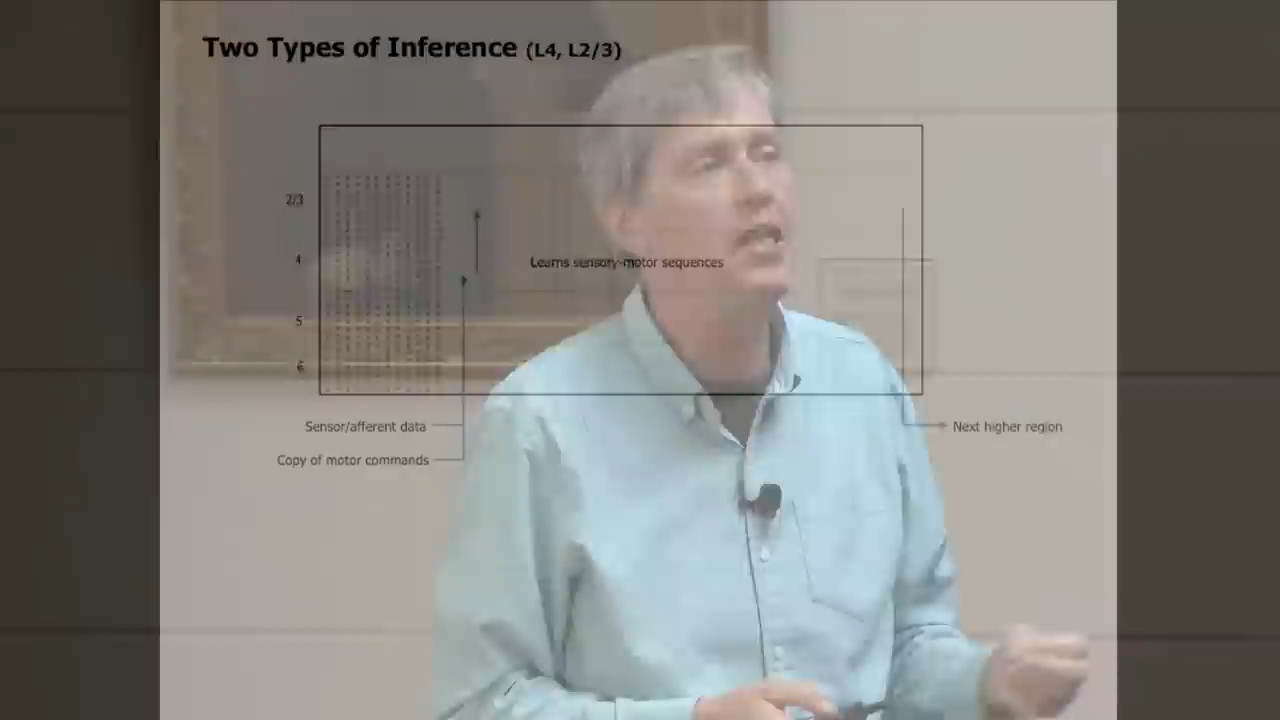 Two Types of Inference (L4, L2/3)
2/3
4
Learns sensory-motor sequences
5
6
Sensor/afferent data
Next higher region
Copy of motor commands